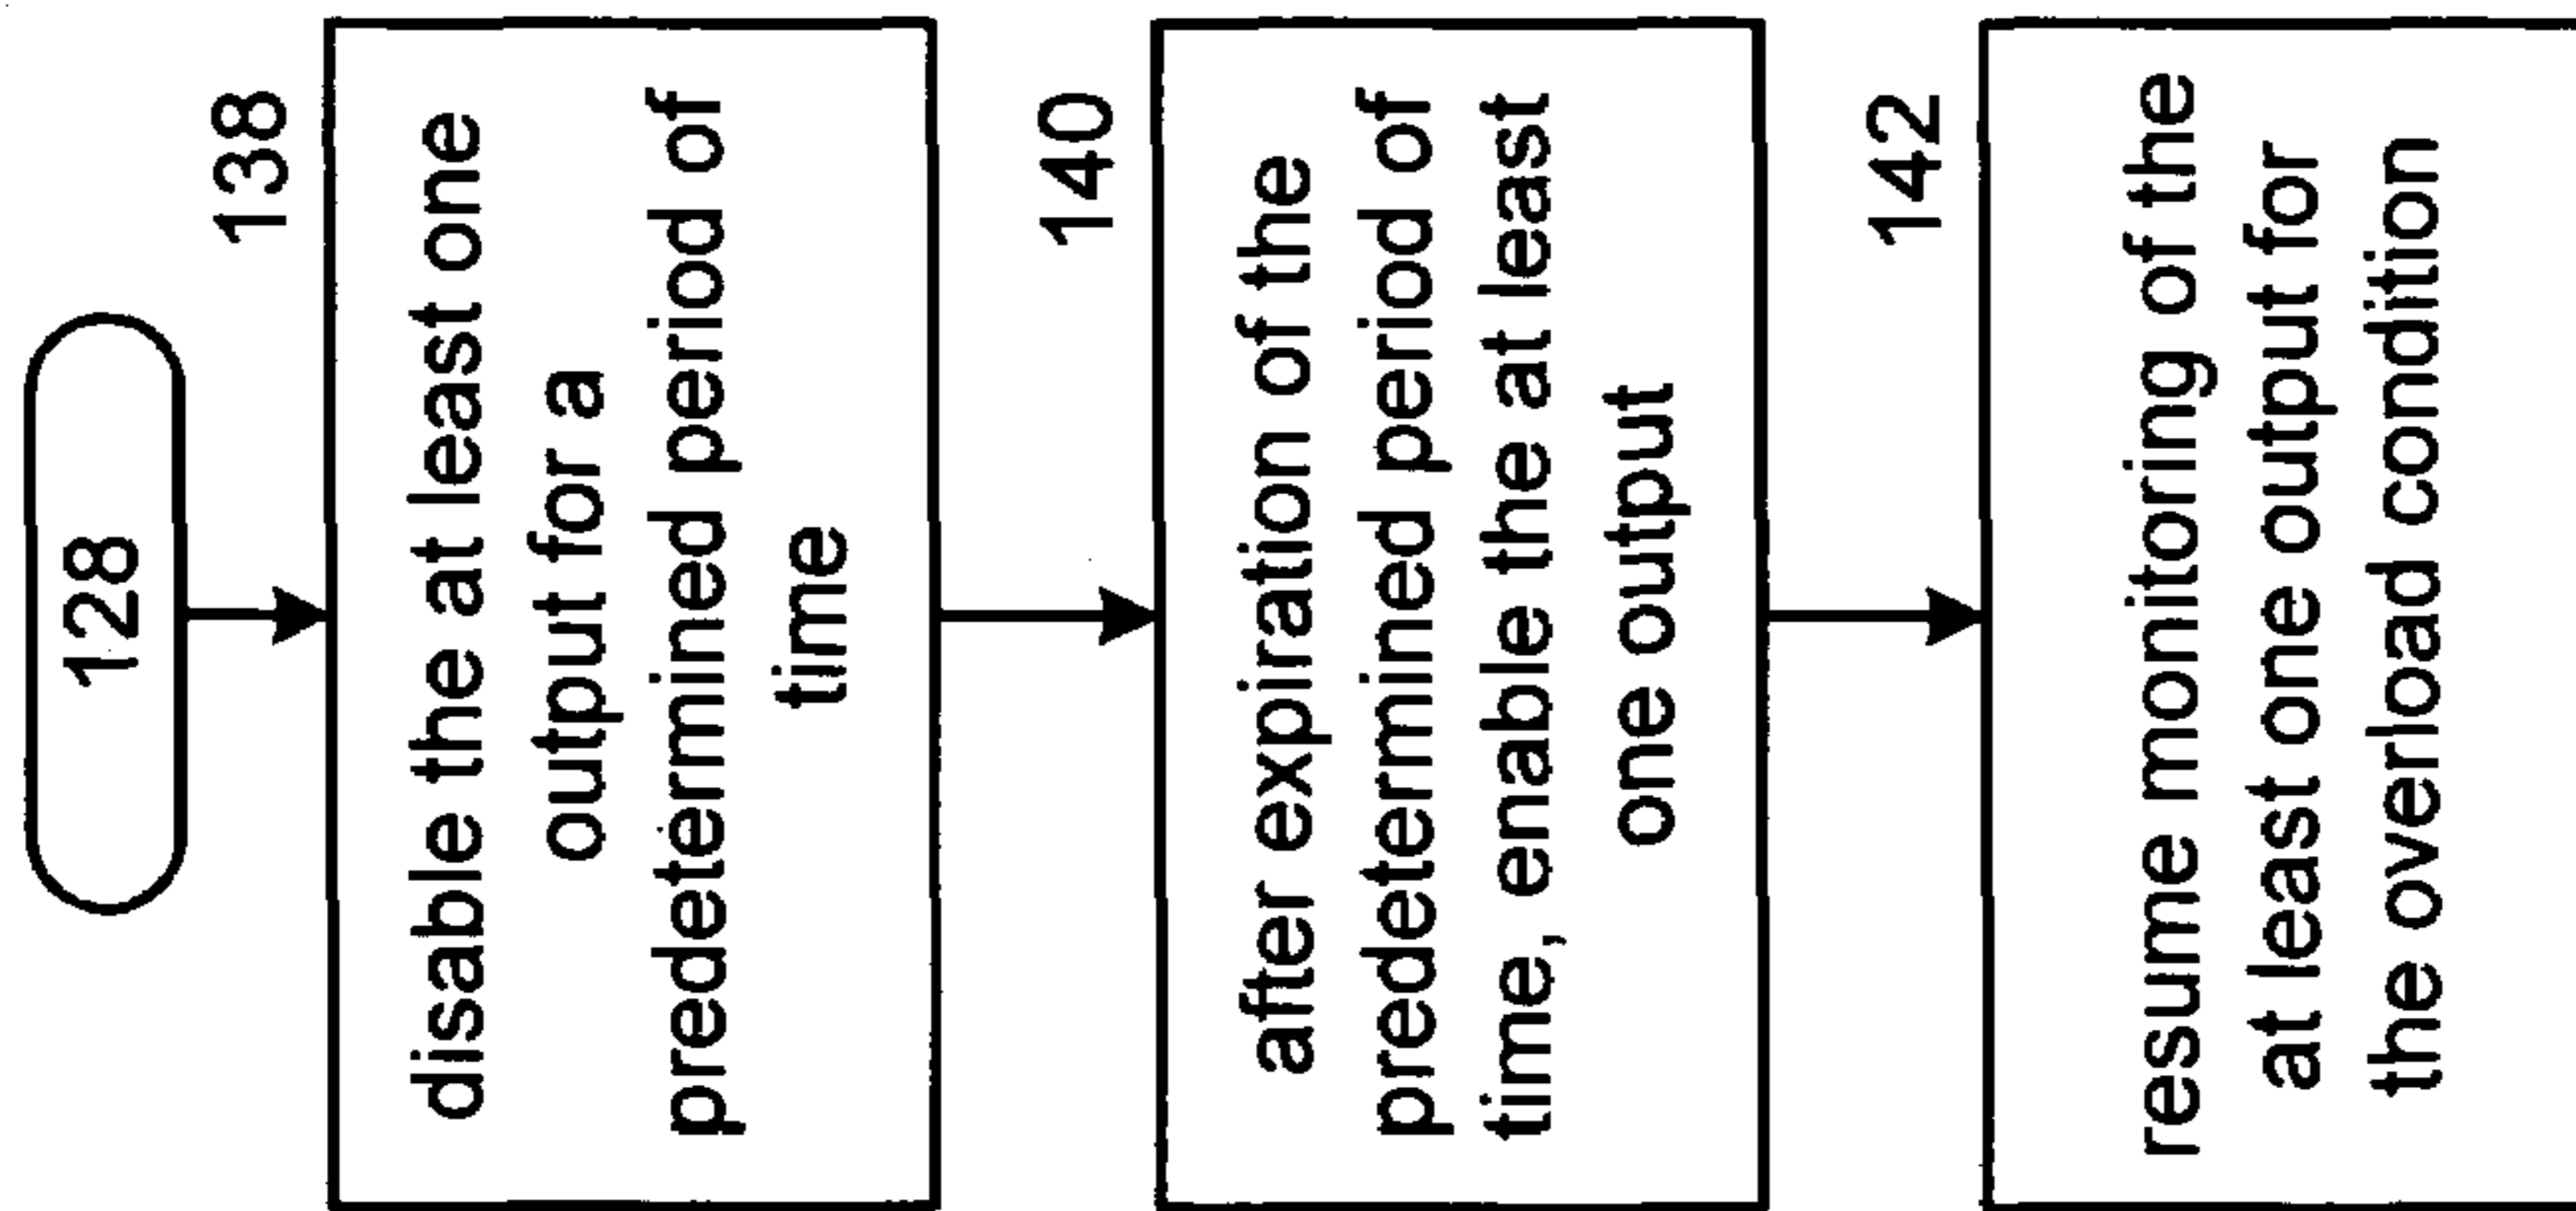 128
138
disable the at least one
output for a
predetermined period of
time
140
after expiration of the
predetermined period of
time, enable the at least
one output
142
resume monitoring of the
at least one output for
the overload condition